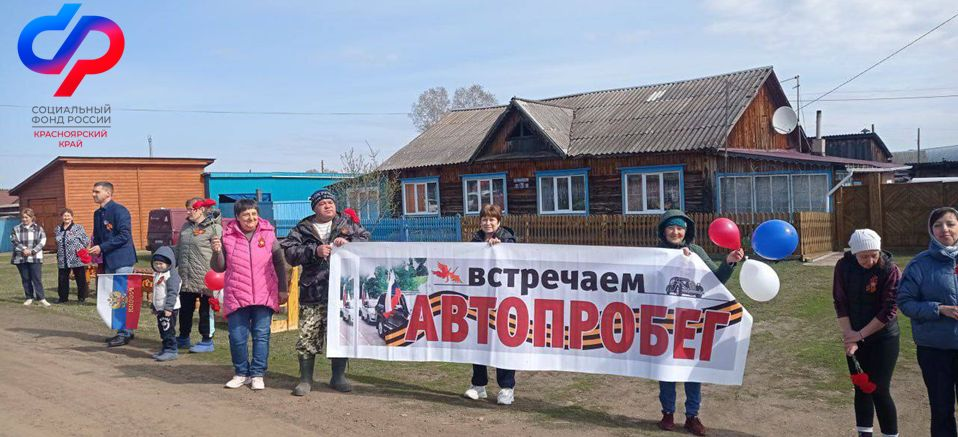 СОЦИАЛЬНЫЙ
ФОНД РОССИИ
КРАСНОЯРСКИЙ
КРАЙ
встречаем
АВТОПРОБЕГ